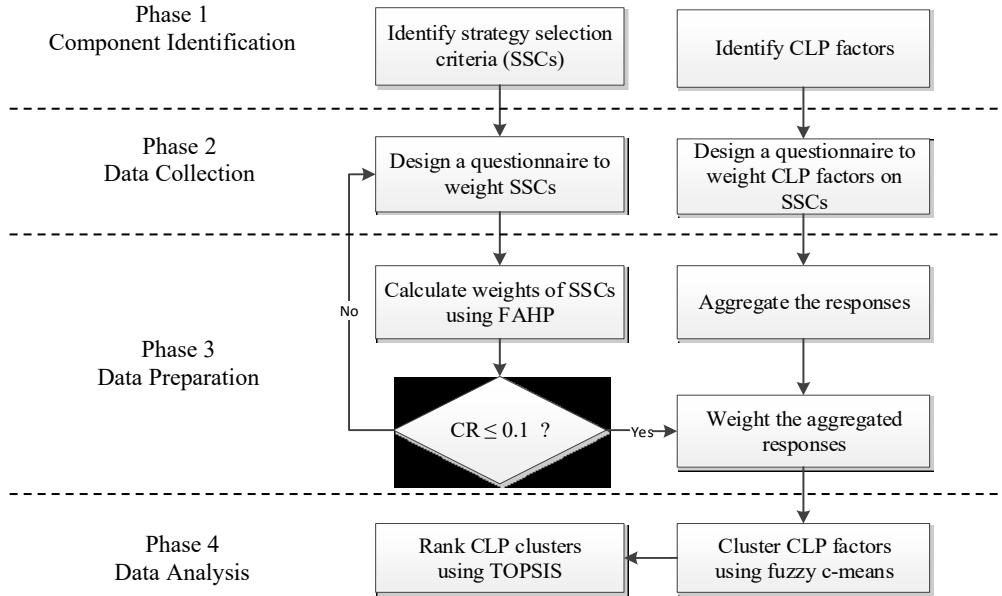 Phase 1
Component Identification
Identify strategy selection
criteria (SSCs)
Identify CLP factors
Phase 2
Data Collection
Design a questionnaire to
weight SSCs
Design a questionnaire to
weight CLP factors on
SSCs
Phase 3
Data Preparation
Calculate weights of SSCs
using FAHP
Aggregate the responses
No
CR ≤ 0.1 ?
Yes
Weight the aggregated
responses
Phase 4
Data Analysis
Rank CLP clusters
using TOPSIS
Cluster CLP factors
using fuzzy c-means